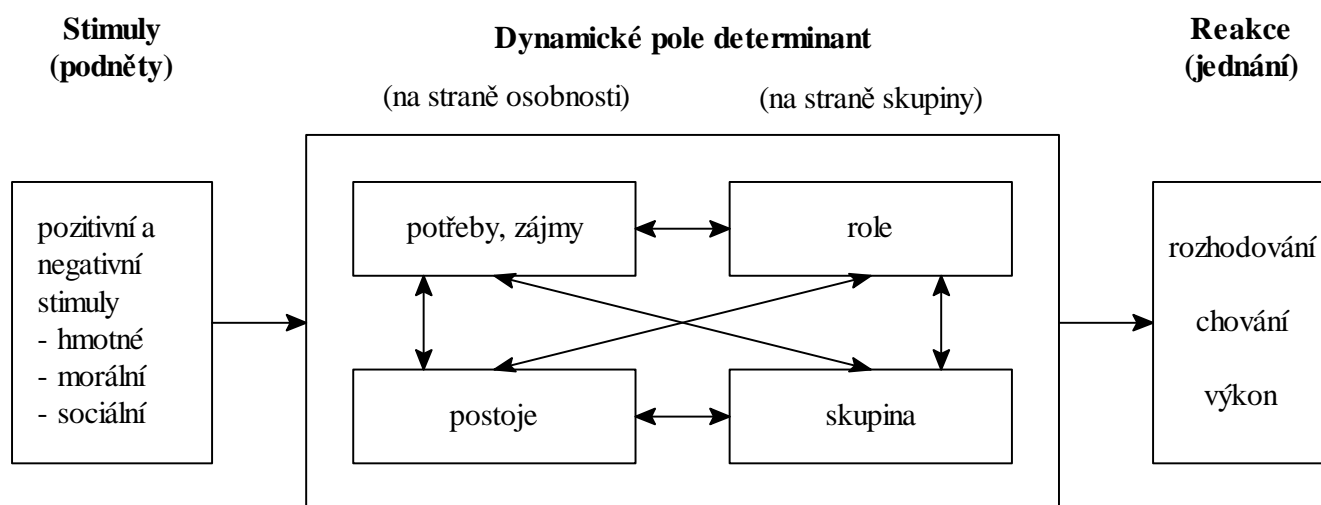 Stimuly
(podněty)
Dynamické pole determinant
(na straně osobnosti)
(na straně skupiny)
Reakce
(jednání)
pozitivní a
negativní
stimuly
- hmotné
- morální
- sociální
potřeby, zájmy
role
postoje
skupina
rozhodování
chování
výkon